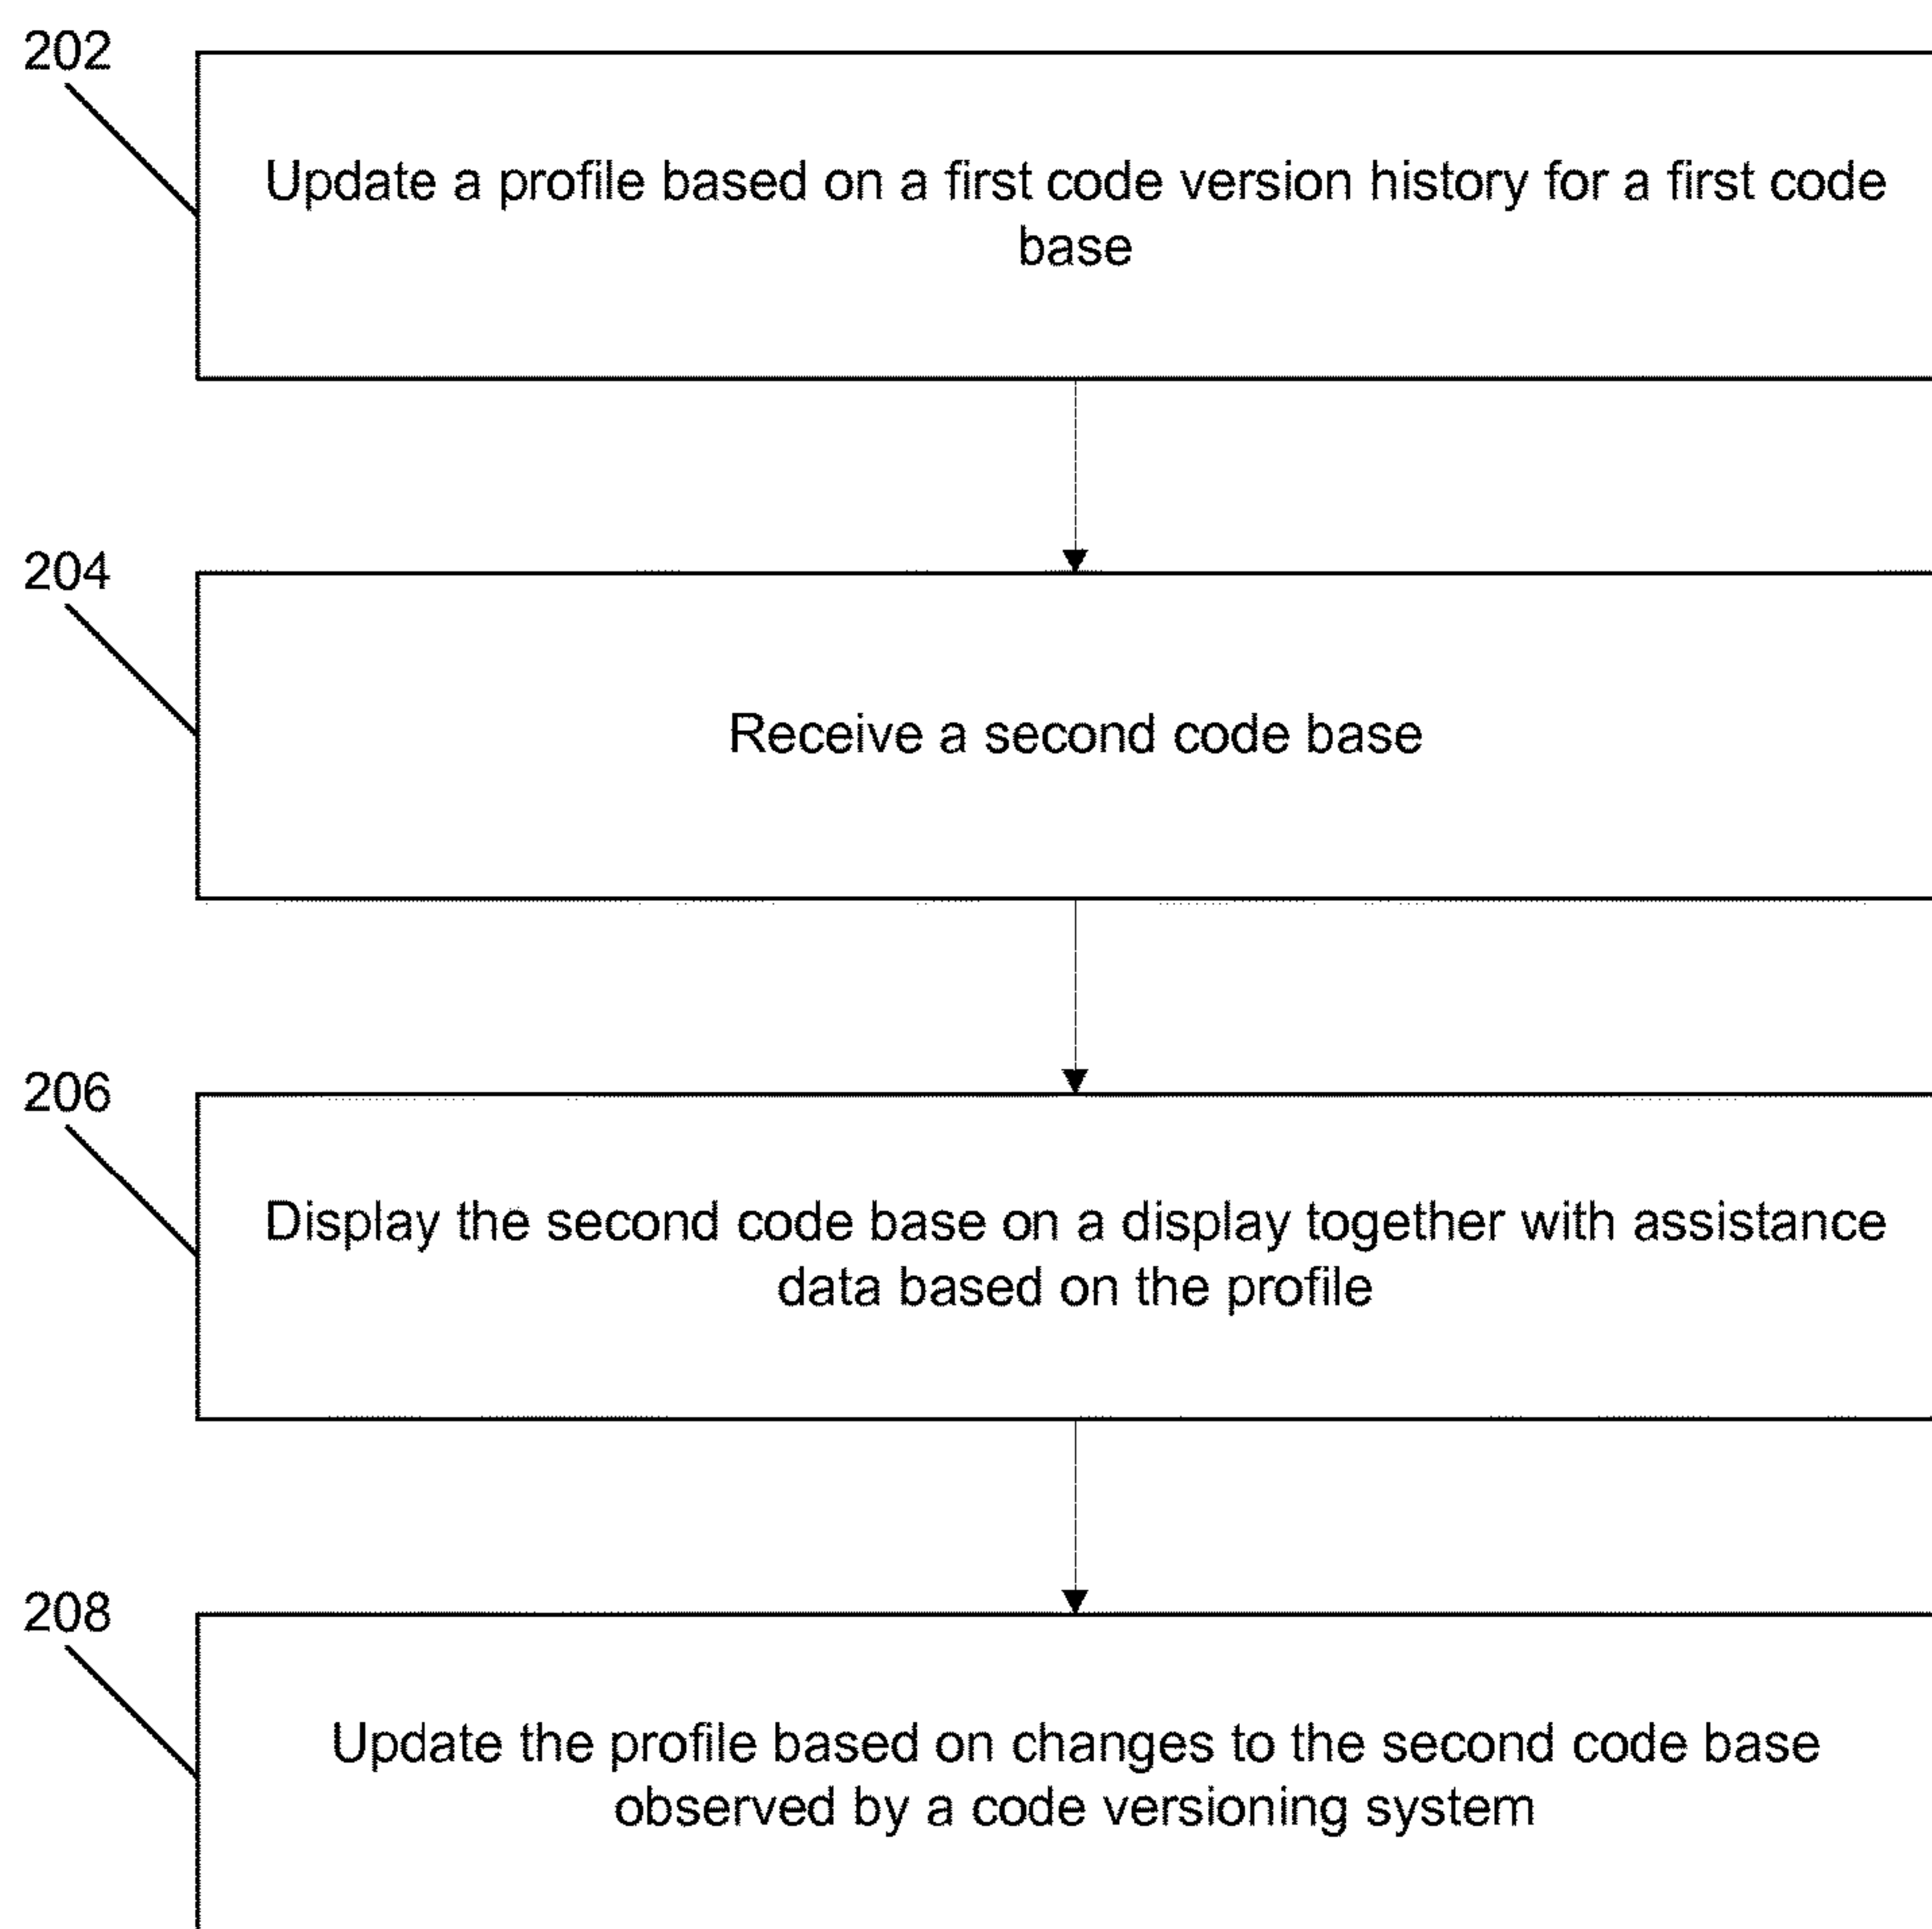 202
Update a profile based on a first code version history for a first code
base
204
Receive a second code base
206
Display the second code base on a display together with assistance
data based on the profile
208
Update the profile based on changes to the second code base
observed by a code versioning system